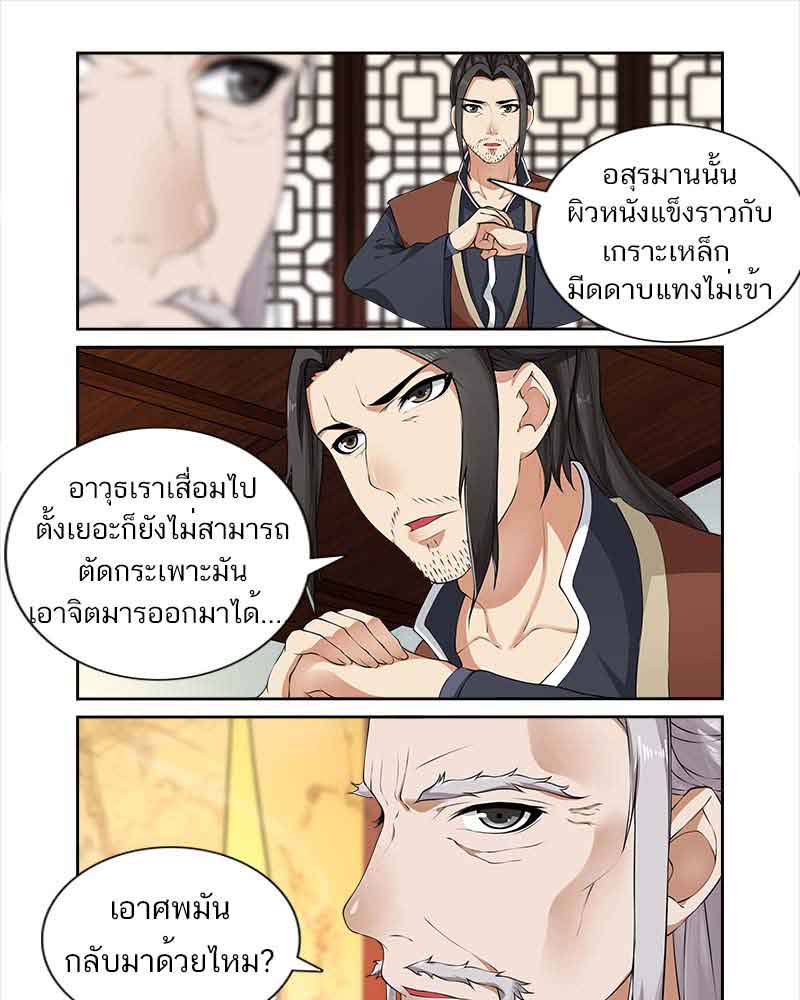 อสุรมานนั้น
ผิวหนังแข็งราวกับ
เกราะเหล็ก
มีดดาบแทงไม่เข้า
อาวุธเราเสื่อมไป
ตั้งเยอะก็ยังไม่สามารถ
ตัดกระเพาะมัน
เอาจิตมารออกมาได้....
เอาศพมัน
กลับมาด้วยไหม?